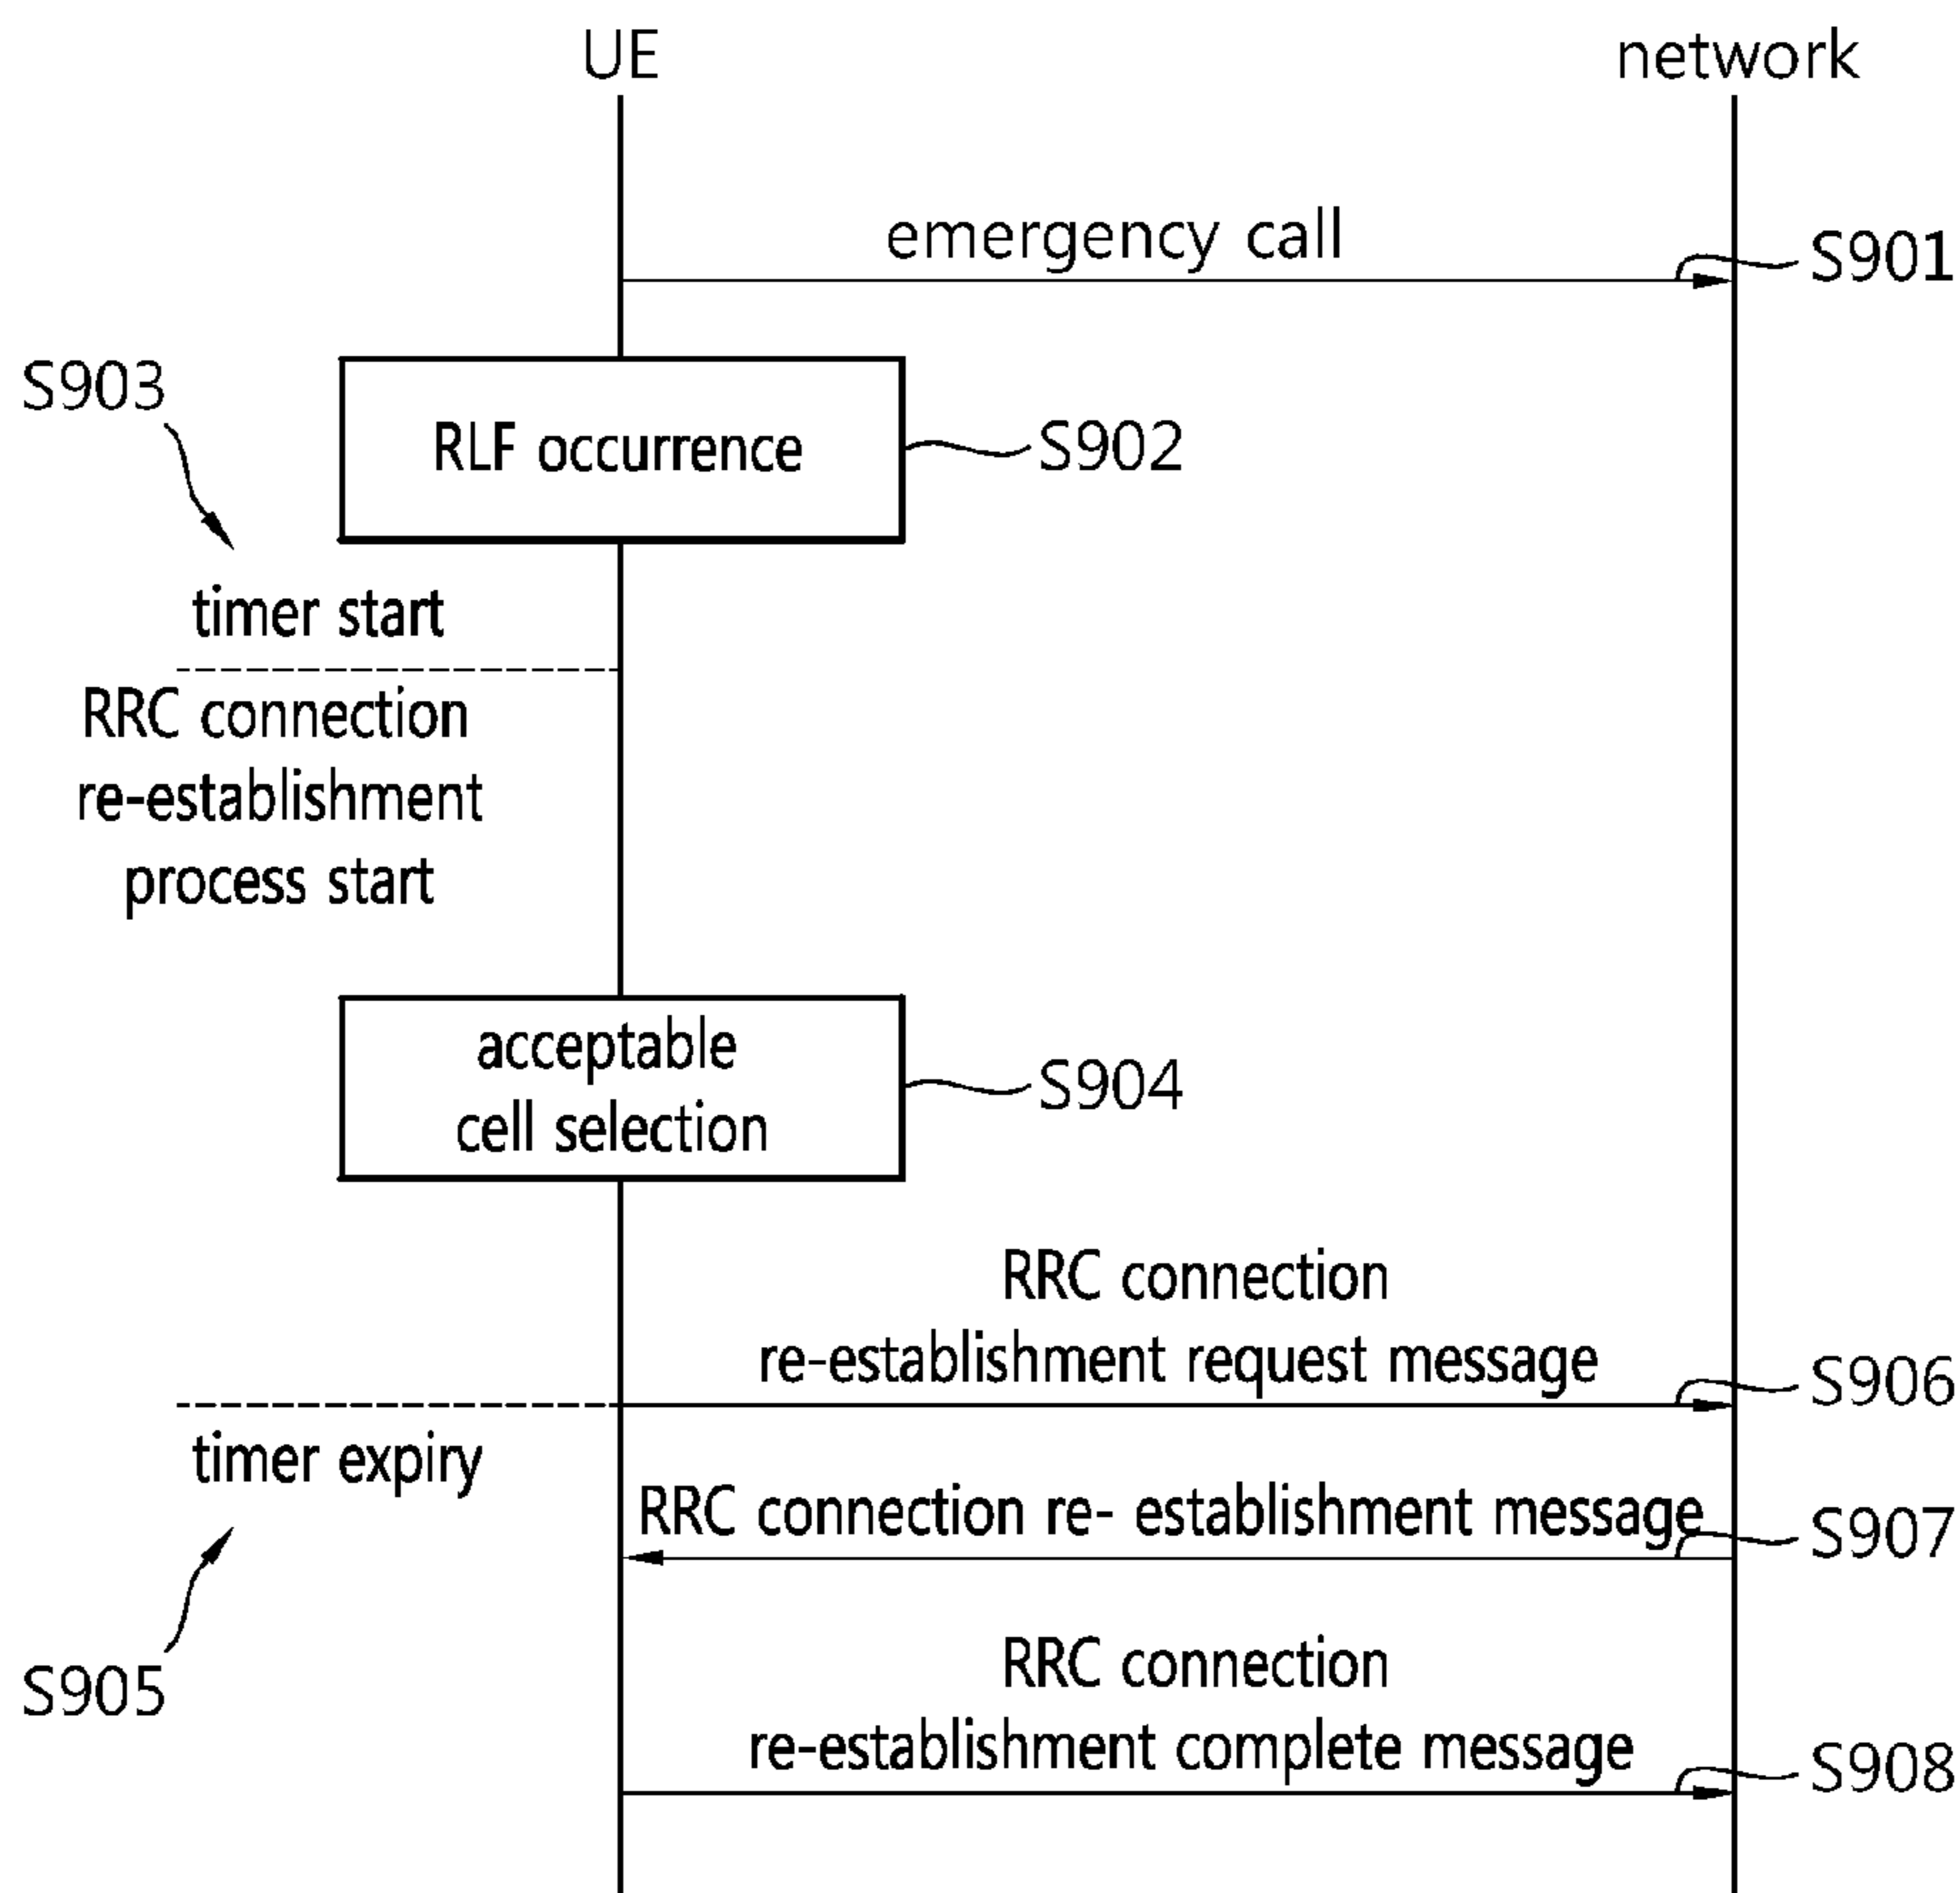 UE
network
emergency call
S901
S903
RLF occurrence
S902
timer start
RRC connection
re-establishment
process start
acceptable
cell selection
S904
RRC connection
re-establishment request message
S906
timer expiry
RRC connection re- establishment message
S907
S905
RRC connection
re-establishment complete message
S908